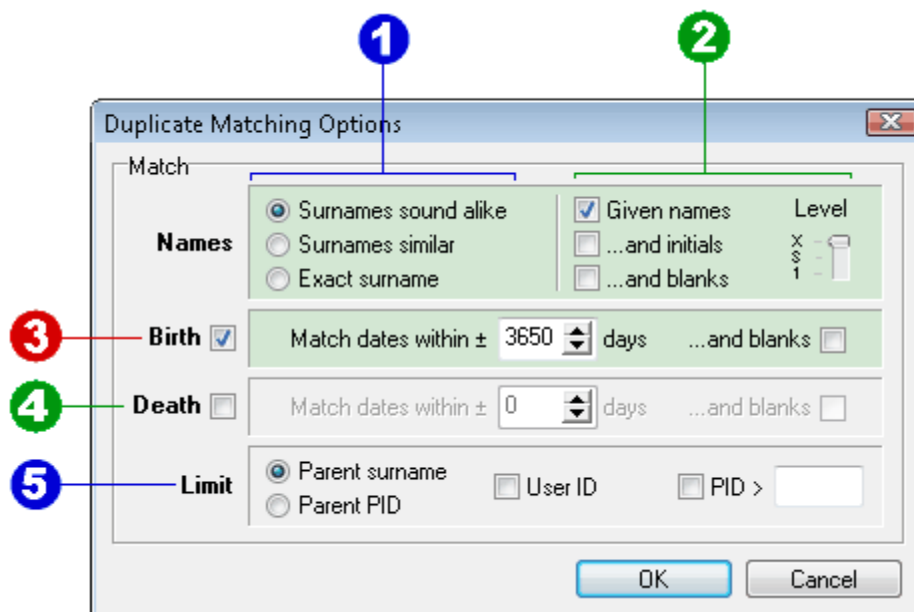 1 2
Duplicate Matching Options
Match
Names Surnames sound alike Given names Level
Surnames similar ...and initials X
S
Exact surname ...and blanks 1
3 Birth Match dates within ± 3650 days ...and blanks
4 Death Match dates within ± 0 days ...and blanks
5 Limit Parent surname User ID PID >
Parent PID
OK Cancel